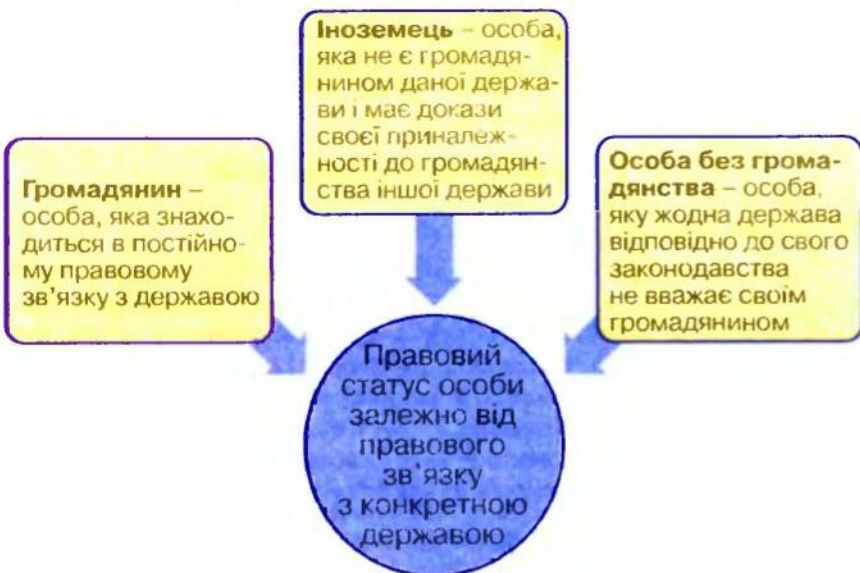 Іноземець – особа,
яка не є громадя-
нином даної держа-
ви і має докази
своєї приналеж-
ності до громадян-
ства іншої держави
Громадянин –
особа, яка знахо-
диться в постійно-
му правовому
зв'язку з державою
Особа без грома-
дянства – особа,
яку жодна держава
відповідно до свого
законодавства
не вважає своїм
громадянином
Правовий
статус особи
залежно від
правового
зв'язку
з конкретною
державою